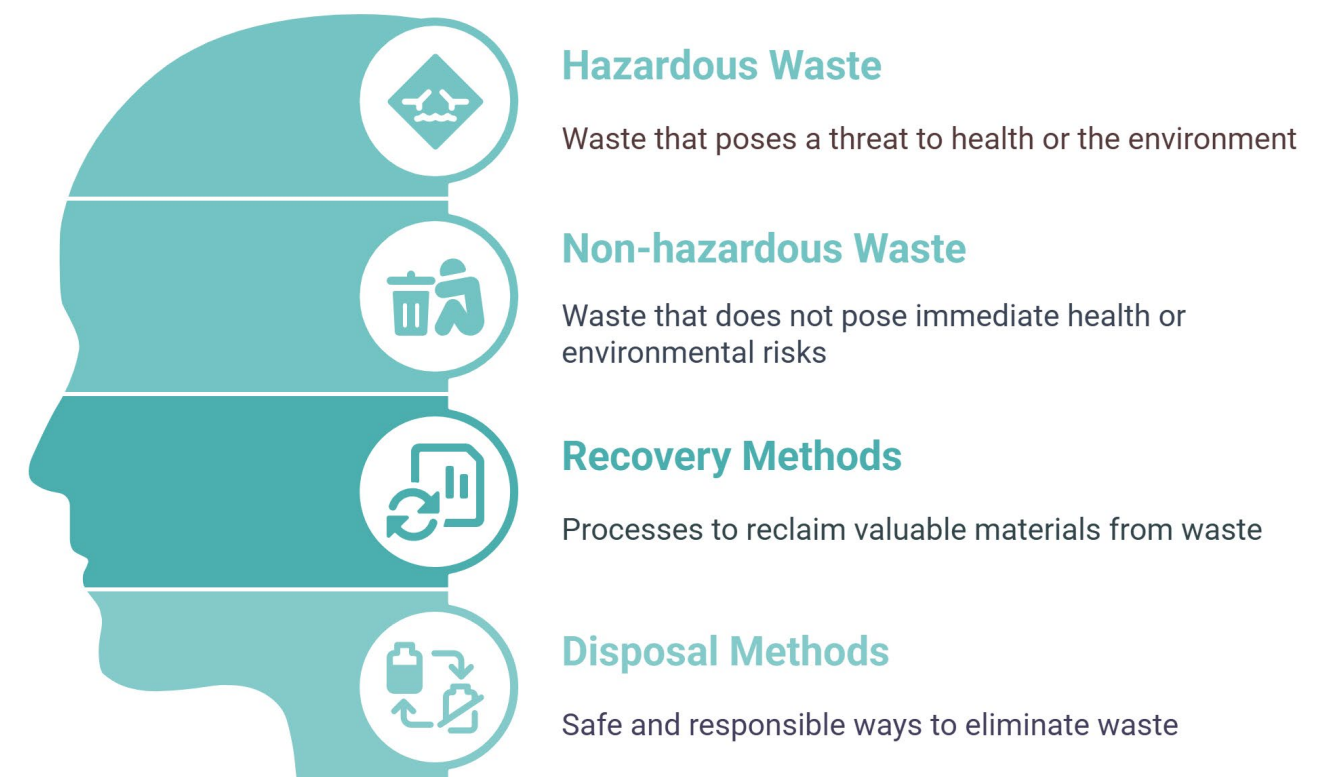 Hazardous Waste
Waste that poses a threat to health or the environment
Non-hazardous Waste
Waste that does not pose immediate health or
environmental risks
Recovery Methods
Processes to reclaim valuable materials from waste
Disposal Methods
Safe and responsible ways to eliminate waste